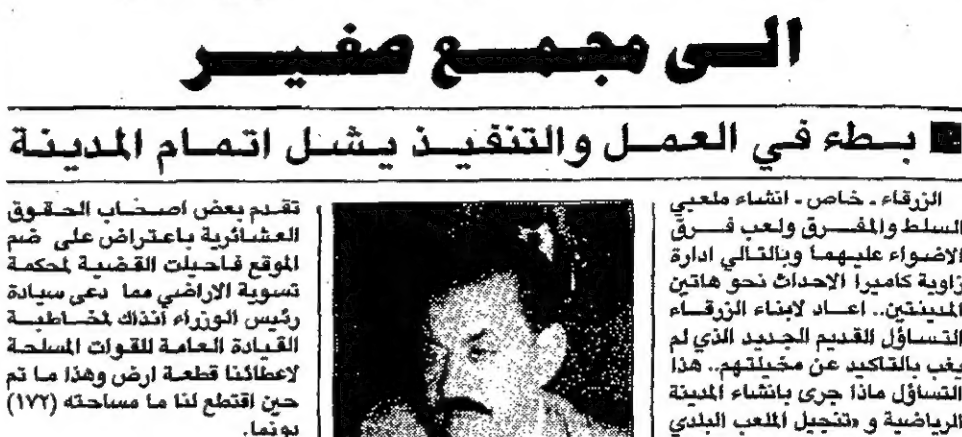 الى مجمع صغير
بطء في العمل والتنفيذ يشل اتمام المدينة
الزرقاء ـ خاص ـ انشاء ملعبي
السلط والمفرق ولعب فرق
الاضواء عليهما وبالتالي ادارة
زاوية كاميرا الاحداث نحو هاتين
المدينتين.. اعاد لابناء الزرقاء
التساؤل القديم الجديد الذي لم
يغب بالتاكيد عن مخيلتهم.. هذا
التساؤل ماذا جرى بانشاء المدينة
الرياضية و «تنجيل الملعب البلدي
تقدم بعض اصحاب الحقوق
العشائرية باعتراض على ضم
الموقع فاحيلت القضية لمحكمة
تسوية الاراضي مما دعى سيادة
رئيس الوزراء آنذاك لمخاطبة
القيادة العامة للقوات المسلحة
لاعطائنا قطعة ارض وهذا ما تم
حين اقتطع لنا ما مساحته (١٧٢)
دونما.